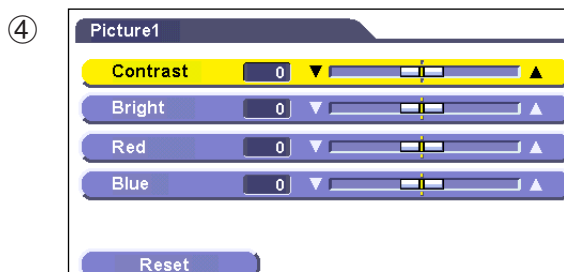 ④
Picture1
Contrast 0 ▼ ▲
Bright 0 ▼ ▲
Red 0 ▼ ▲
Blue 0 ▼ ▲
Reset